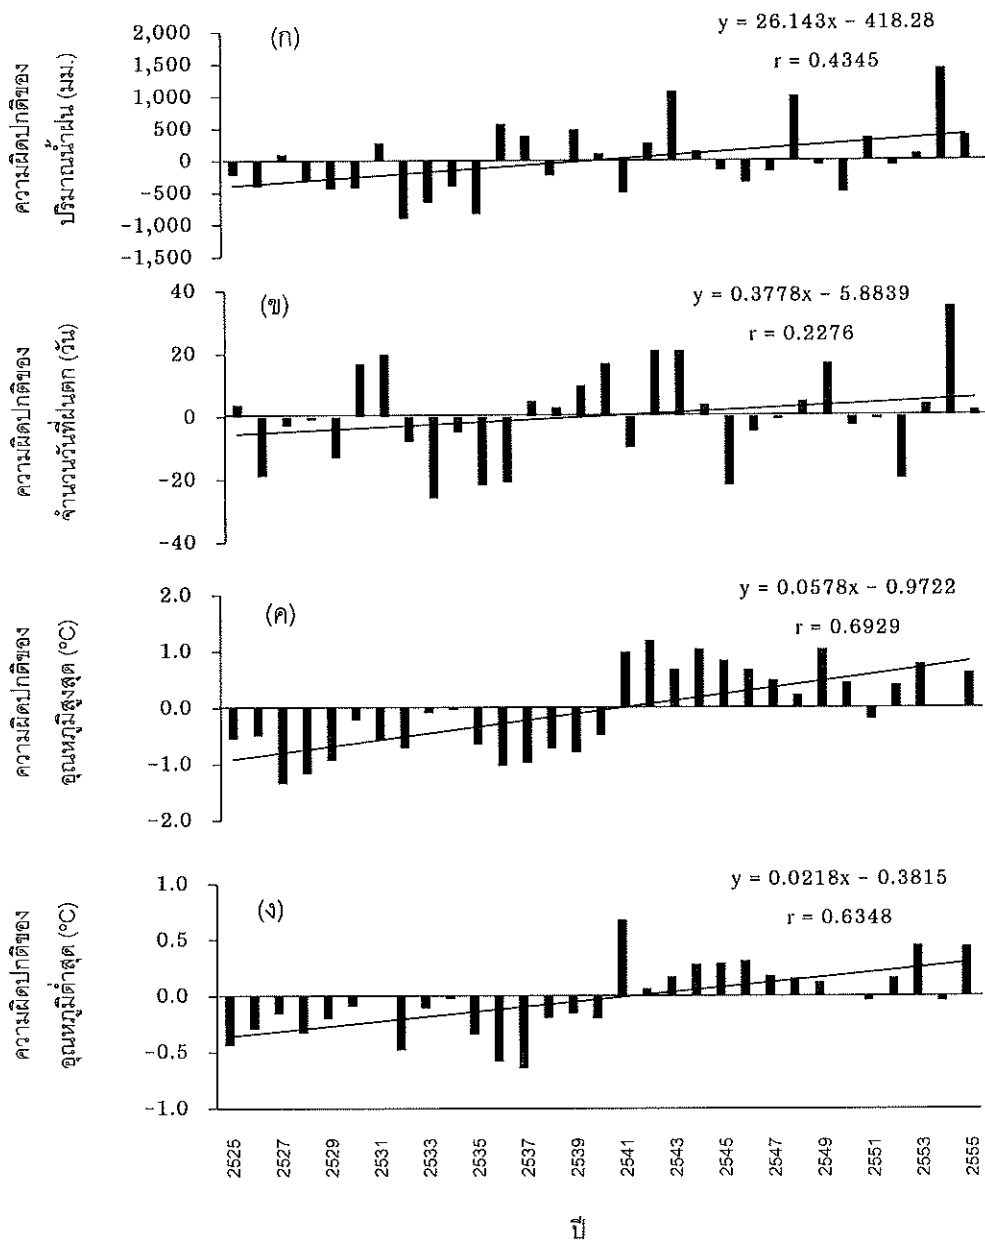 ความผิดปกติของ
ปริมาณน้ำฝน (มม.)
2,000
1,500
1,000
500
0
-500
-1,000
-1,500
(ก)
y = 26.143x - 418.28
r = 0.4345
ความผิดปกติของ
จำนวนวันที่ฝนตก (วัน)
40
20
0
-20
-40
(ข)
y = 0.3778x - 5.8839
r = 0.2276
ความผิดปกติของ
อุณหภูมิสูงสุด (°C)
2.0
1.0
0.0
-1.0
-2.0
(ค)
y = 0.0578x - 0.9722
r = 0.6929
ความผิดปกติของ
อุณหภูมิต่ำสุด (°C)
1.0
0.5
0.0
-0.5
-1.0
(ง)
y = 0.0218x - 0.3815
r = 0.6348
2525 2527 2529 2531 2533 2535 2537 2539 2541 2543 2545 2547 2549 2551 2553 2555
ปี